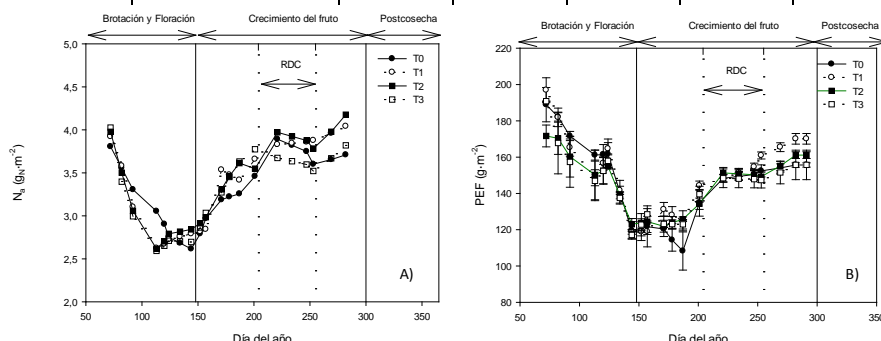 Brotación y Floración Crecimiento del fruto Postcosecha
5,0
4,5
4,0
3,5
3,0
2,5
2,0
Na (gN·m-2)
RDC
T0
T1
T2
T3
A)
50 100 150 200 250 300 350
Día del año
Brotación y Floración Crecimiento del fruto Postcosecha
220
200
180
160
140
120
100
80
PEF (g·m-2)
RDC
T0
T1
T2
T3
B)
50 100 150 200 250 300 350
Día del año